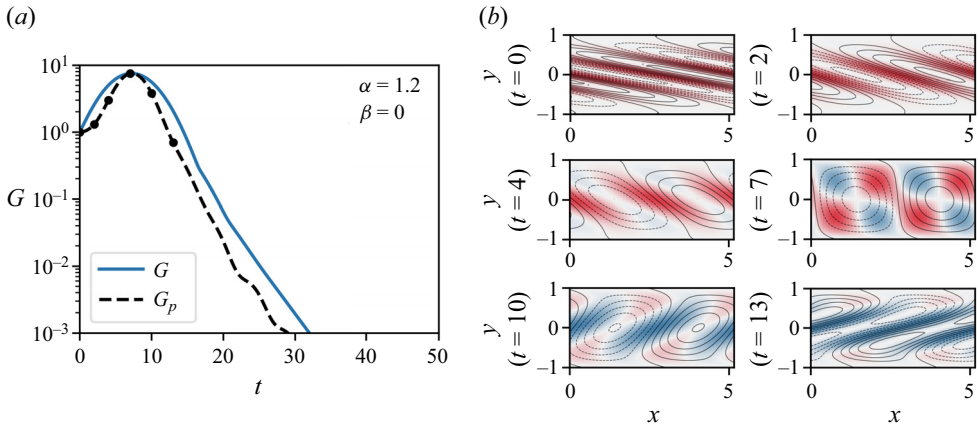 (a)
10^1
10^0
10^-1
10^-2
10^-3
G
α = 1.2
β = 0
G
G_p
0 10 20 30 40 50
t
(b)
y
(t = 0)
1
0
−1
0 5
(t = 2)
1
0
−1
0 5
y
(t = 4)
1
0
−1
0 5
(t = 7)
1
0
−1
0 5
y
(t = 10)
1
0
−1
0 5
x
(t = 13)
1
0
−1
0 5
x